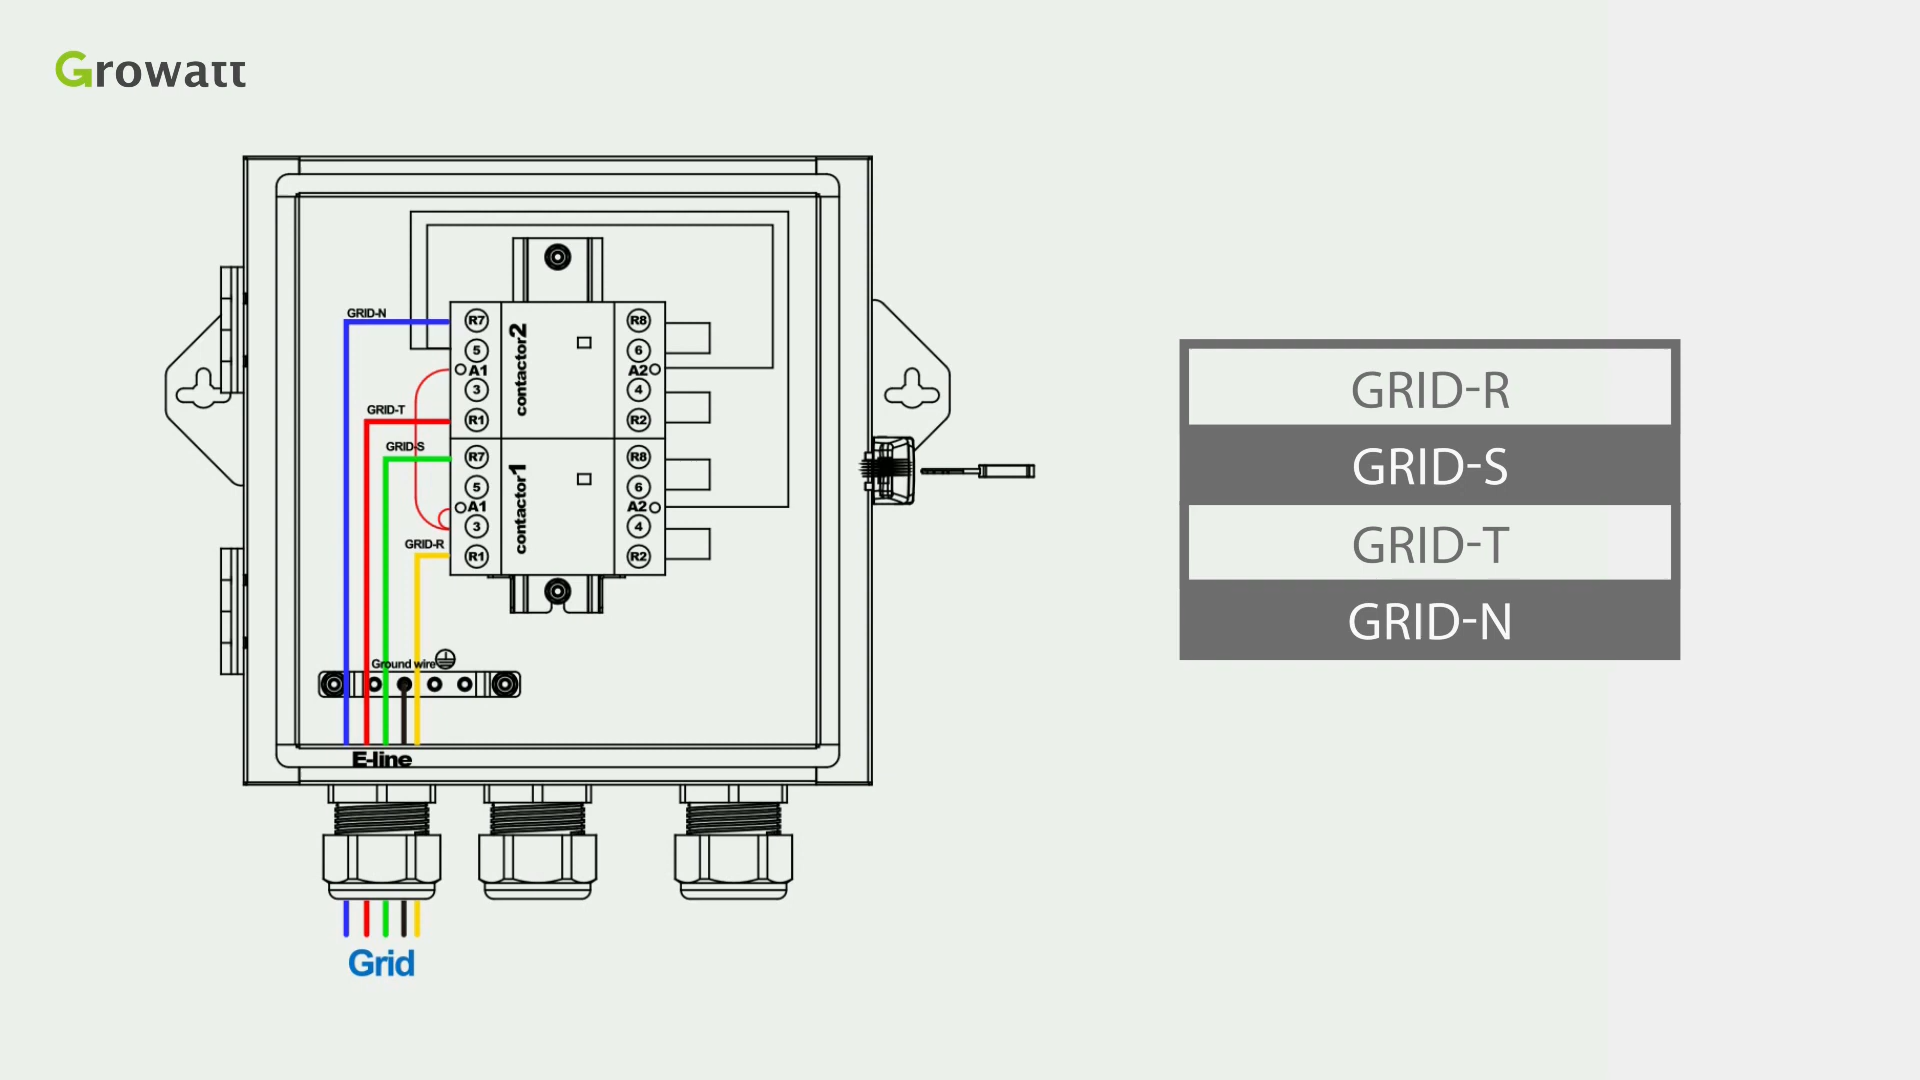 Growatt
GRID-N
R7
R8
5
6
A1
A2
3
4
GRID-T
R1
R2
contactor2
GRID-S
R7
R8
5
6
A1
A2
3
4
GRID-R
R1
R2
contactor1
Ground wire
E-line
Grid
GRID-R
GRID-S
GRID-T
GRID-N